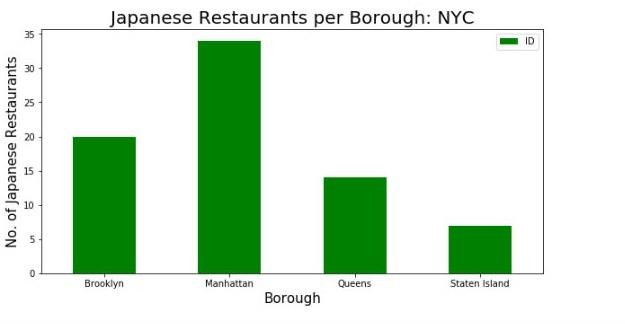 Japanese Restaurants per Borough: NYC
ID
No. of Japanese Restaurants
35
30
25
20
15
10
5
0
Brooklyn Manhattan Queens Staten Island
Borough